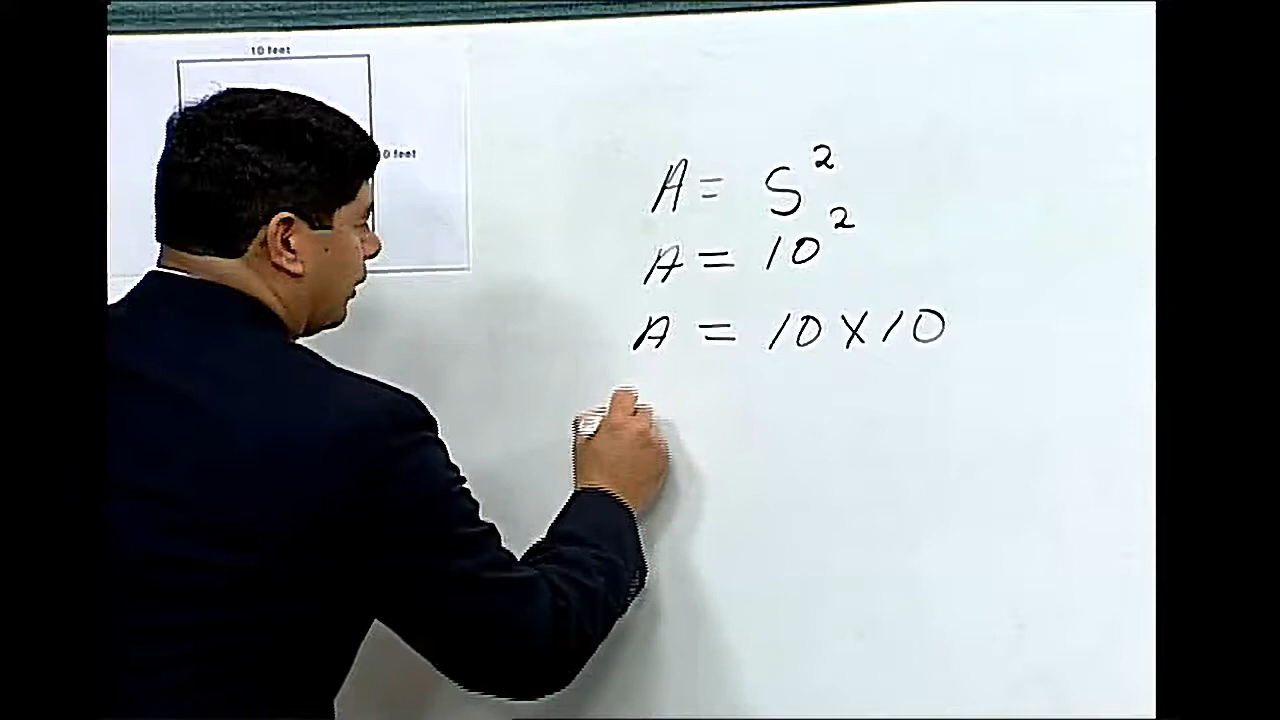 10 feet
0 feet
A = S²
A = 10²
A = 10 X 10